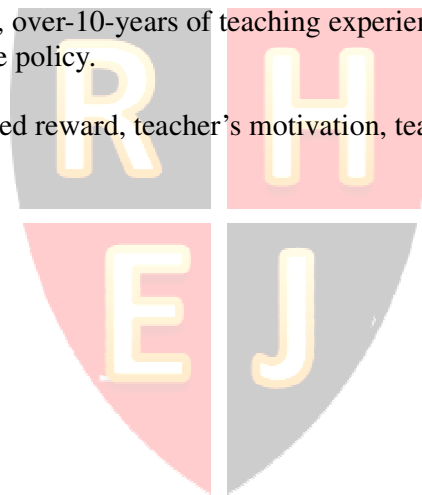 , over-10-years of teaching experien
e policy.
ed reward, teacher's motivation, tea
R H
E J